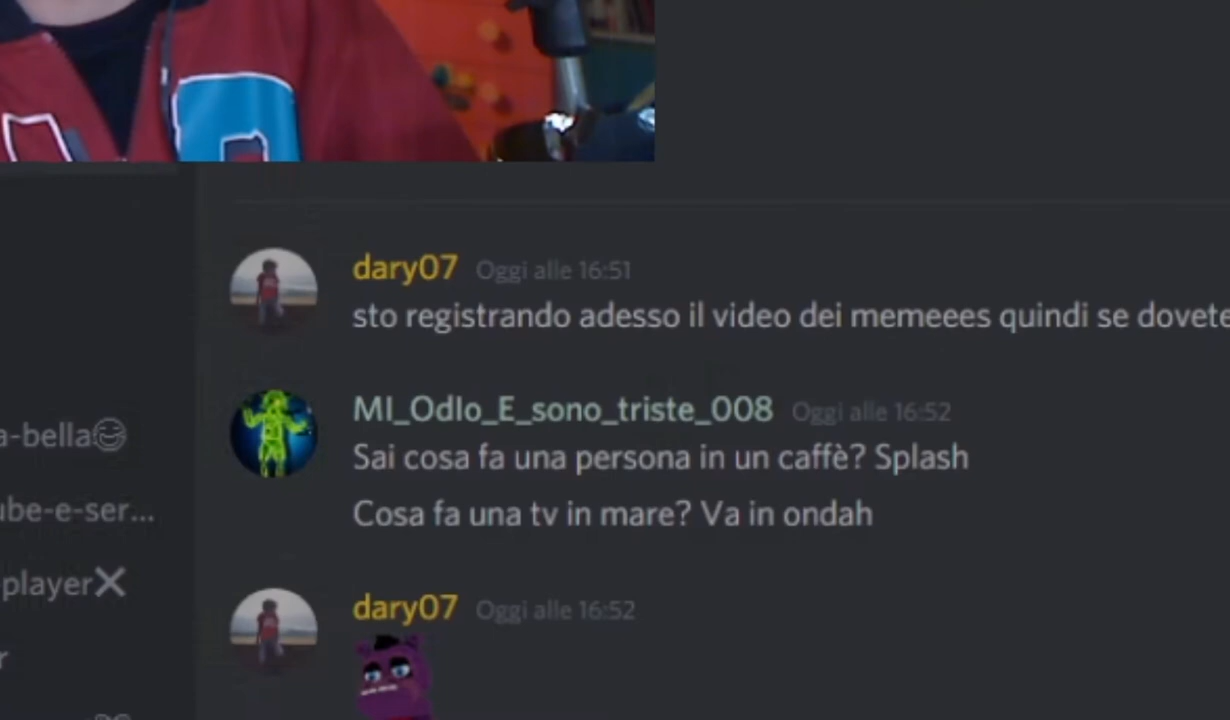 dary07 Oggi alle 16:51
sto registrando adesso il video dei memeees quindi se dovete
MI_OdIo_E_sono_triste_008 Oggi alle 16:52
a-bella😅
Sai cosa fa una persona in un caffè? Splash
ube-e-ser...
Cosa fa una tv in mare? Va in ondah
player❌
dary07 Oggi alle 16:52
r